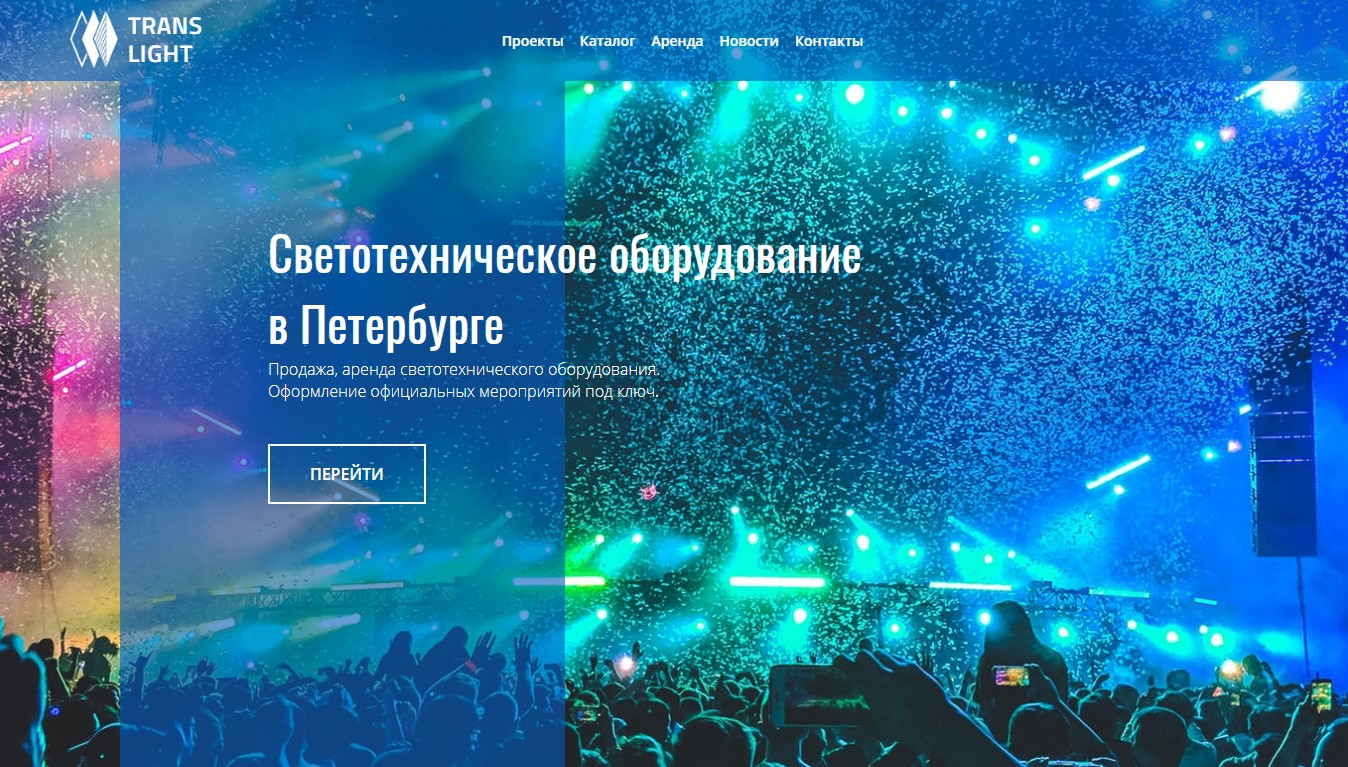 TRANS
LIGHT
Проекты Каталог Аренда Новости Контакты
Светотехническое оборудование
в Петербурге
Продажа, аренда светотехнического оборудования.
Оформление официальных мероприятий под ключ.
ПЕРЕЙТИ